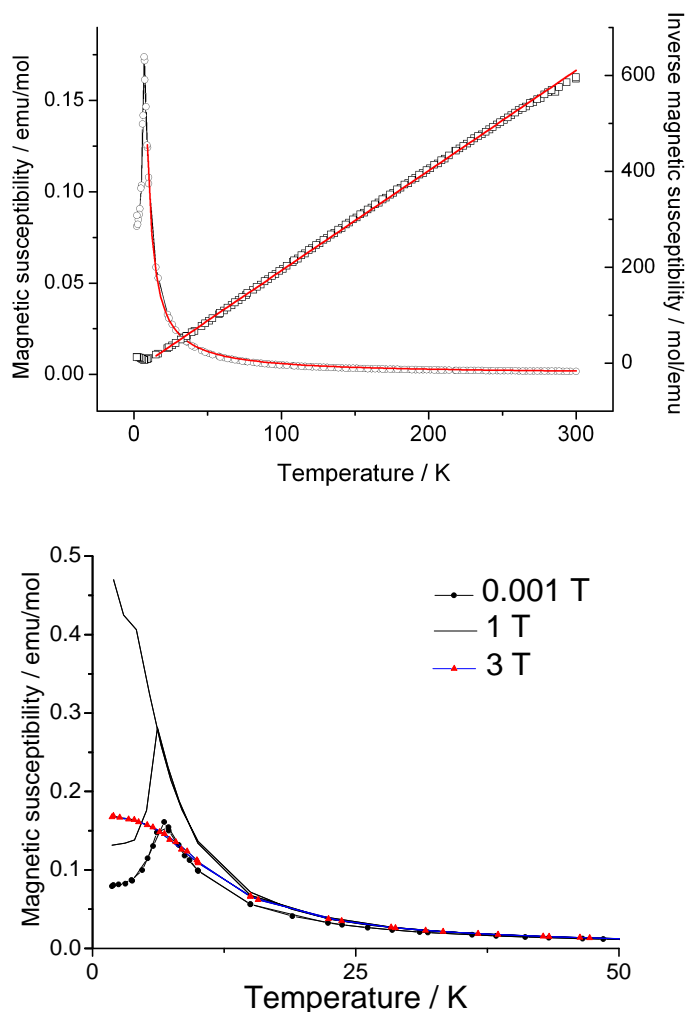 Magnetic susceptibility / emu/mol
0.15
0.10
0.05
0.00
600
400
200
0
Inverse magnetic susceptibility / mol/emu
0 100 200 300
Temperature / K
Magnetic susceptibility / emu/mol
0.5
0.4
0.3
0.2
0.1
0.0
0.001 T
1 T
3 T
0 25 50
Temperature / K